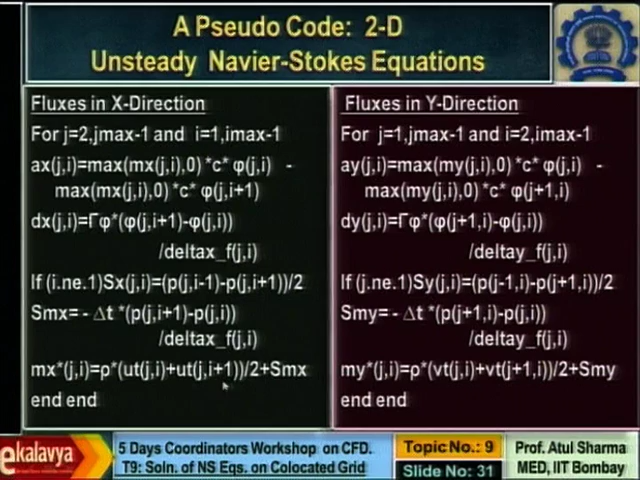 A Pseudo Code: 2-D
Unsteady Navier-Stokes Equations
Fluxes in X-Direction
For j=2,jmax-1 and i=1,imax-1
ax(j,i)=max(mx(j,i),0) *c* φ(j,i) -
max(mx(j,i),0) *c* φ(j,i+1)
dx(j,i)=Γφ*(φ(j,i+1)-φ(j,i))
/deltax_f(j,i)
If (i.ne.1)Sx(j,i)=(p(j,i-1)-p(j,i+1))/2
Smx= - Δt *(p(j,i+1)-p(j,i))
/deltax_f(j,i)
mx*(j,i)=ρ*(ut(j,i)+ut(j,i+1))/2+Smx
end end
Fluxes in Y-Direction
For j=1,jmax-1 and i=2,imax-1
ay(j,i)=max(my(j,i),0) *c* φ(j,i) -
max(my(j,i),0) *c* φ(j+1,i)
dy(j,i)=Γφ*(φ(j+1,i)-φ(j,i))
/deltay_f(j,i)
If (j.ne.1)Sy(j,i)=(p(j-1,i)-p(j+1,i))/2
Smy= - Δt *(p(j+1,i)-p(j,i))
/deltay_f(j,i)
my*(j,i)=ρ*(vt(j,i)+vt(j+1,i))/2+Smy
end end
ekalavya
5 Days Coordinators Workshop on CFD.
T9: Soln. of NS Eqs. on Colocated Grid
Topic No.: 9
Slide No: 31
Prof. Atul Sharma
MED, IIT Bombay